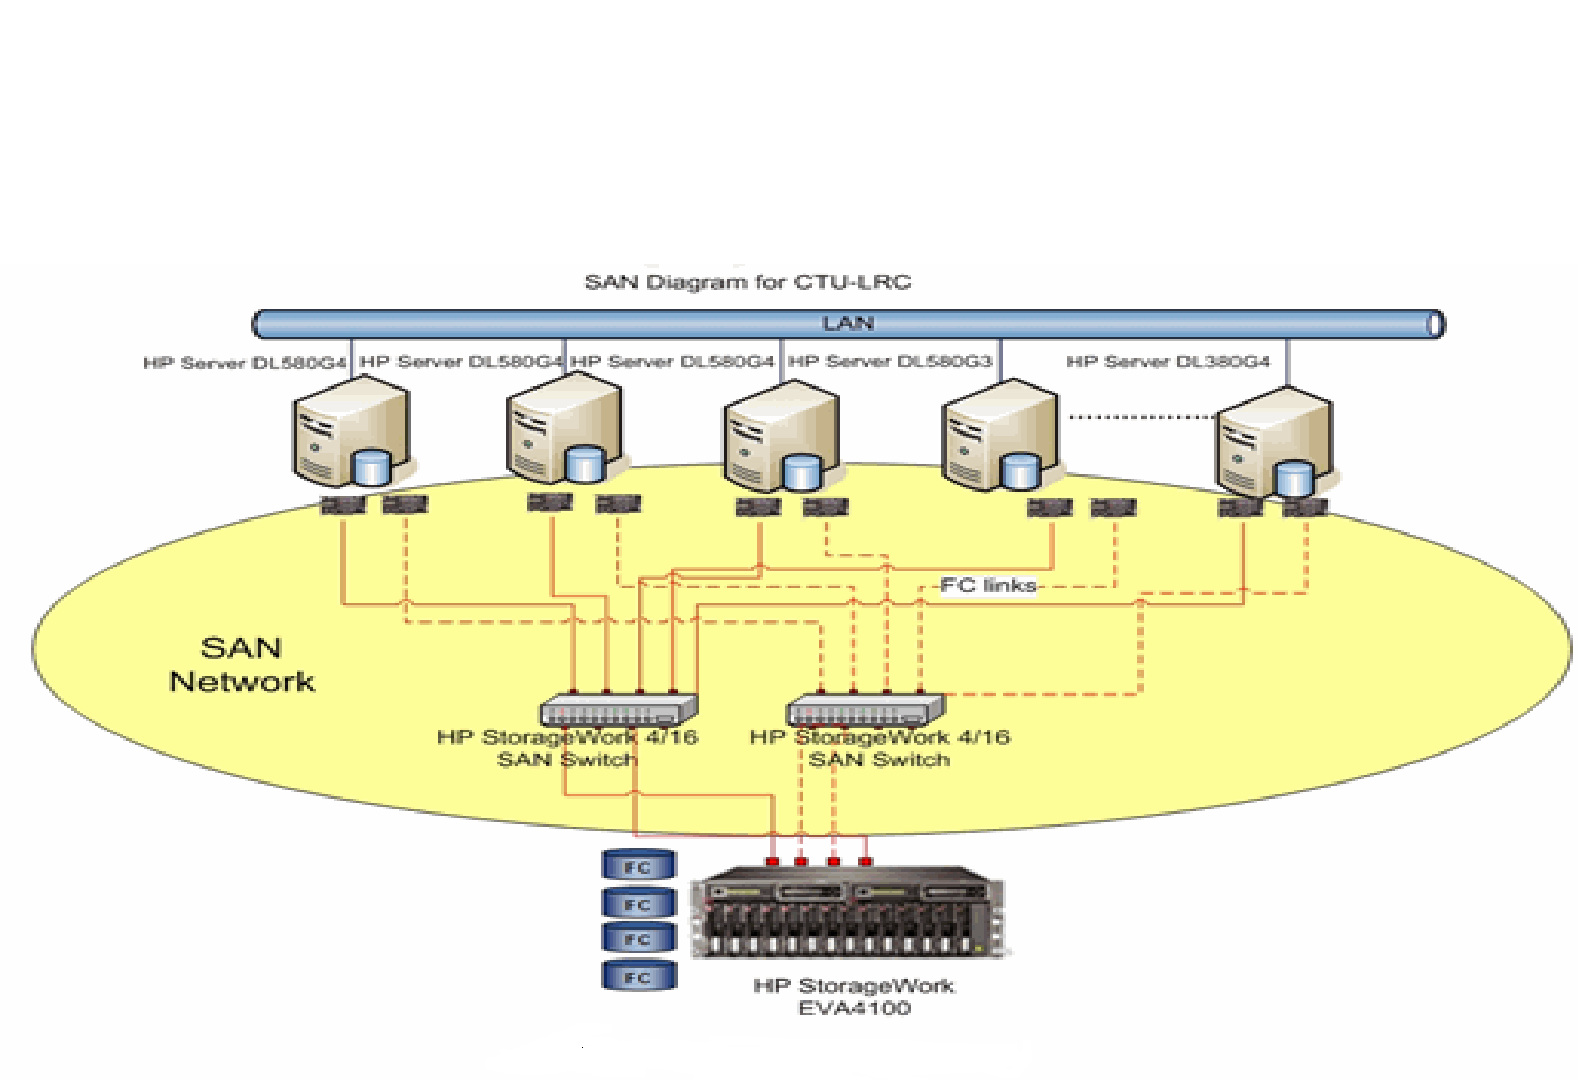 SAN Diagram for CTU-LRC
LAN
HP Server DL580G4
HP Server DL580G4
HP Server DL580G4
HP Server DL580G3
HP Server DL380G4
FC links
SAN
Network
HP StorageWork 4/16
SAN Switch
HP StorageWork 4/16
SAN Switch
FC
FC
FC
FC
HP StorageWork
EVA4100